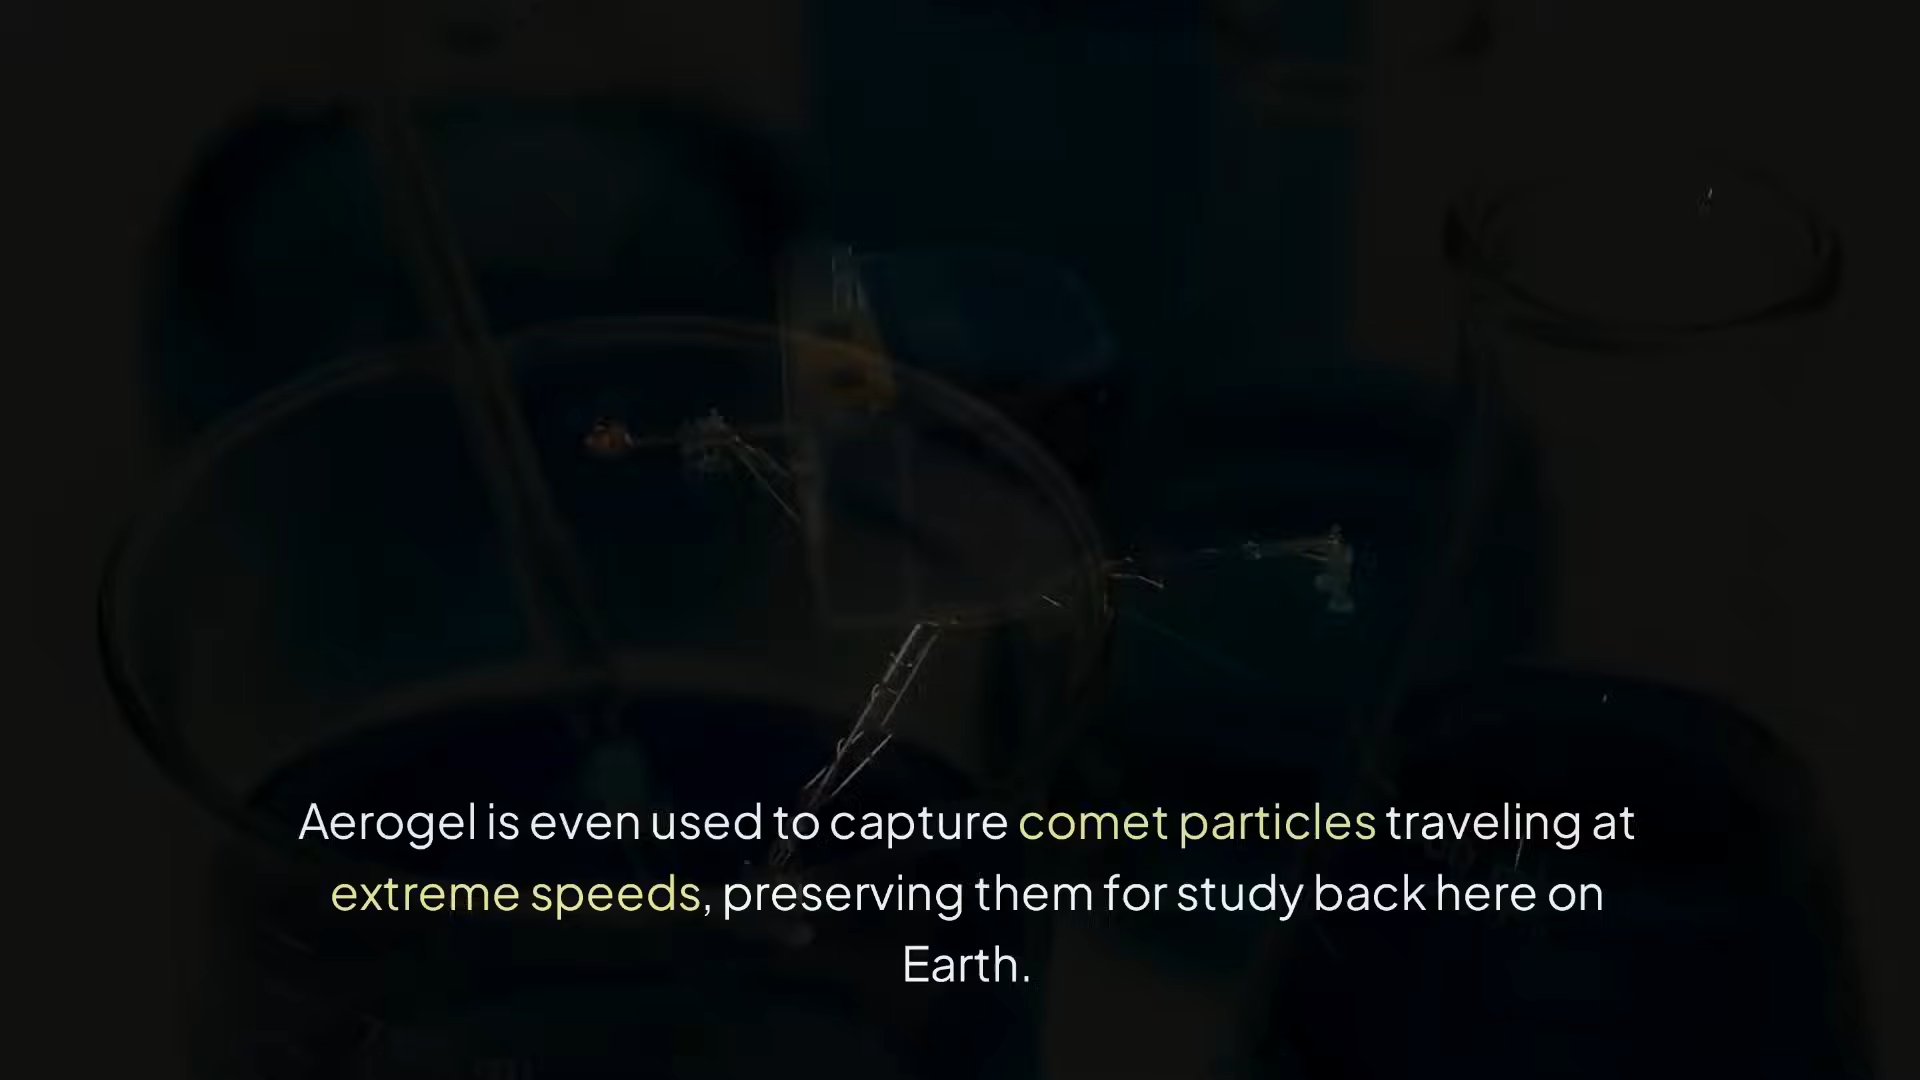 Aerogel is even used to capture comet particles traveling at
extreme speeds, preserving them for study back here on
Earth.